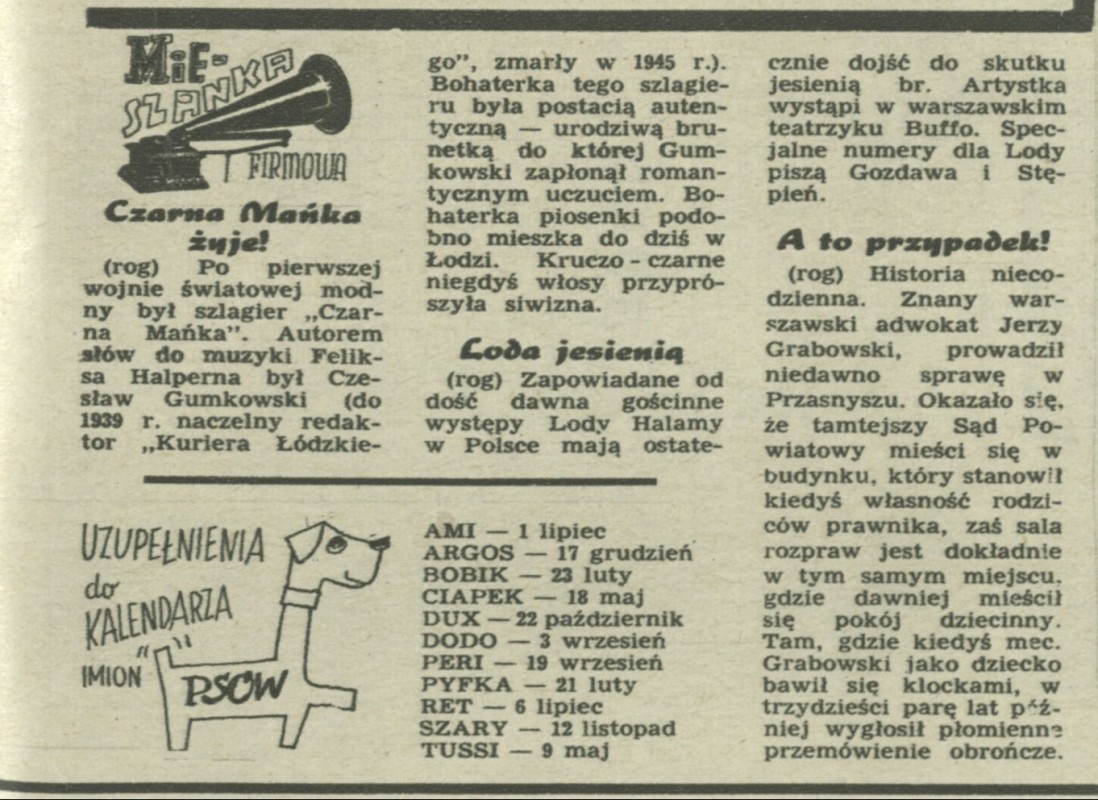 MiE-
SZANKA
FIRMOWA
Czarna Mańka
żyje!
(rog) Po pierwszej
wojnie światowej mod-
ny był szlagier „Czar-
na Mańka”. Autorem
słów do muzyki Felik-
sa Halperna był Cze-
sław Gumkowski (do
1939 r. naczelny redak-
tor „Kuriera Łódzkie-
go”, zmarły w 1945 r.).
Bohaterka tego szlagie-
ru była postacią auten-
tyczną — urodziwą bru-
netką do której Gum-
kowski zapłonął roman-
tycznym uczuciem. Bo-
haterka piosenki podo-
bno mieszka do dziś w
Łodzi. Kruczo - czarne
niegdyś włosy przypró-
szyła siwizna.
Loda jesienią
(rog) Zapowiadane od
dość dawna gościnne
występy Lody Halamy
w Polsce mają ostate-
cznie dojść do skutku
jesienią br. Artystka
wystąpi w warszawskim
teatrzyku Buffo. Spec-
jalne numery dla Lody
piszą Gozdawa i Stę-
pień.
A to przypadek!
(rog) Historia nieco-
dzienna. Znany war-
szawski adwokat Jerzy
Grabowski, prowadził
niedawno sprawę w
Przasnyszu. Okazało się,
że tamtejszy Sąd Po-
wiatowy mieści się w
budynku, który stanowił
kiedyś własność rodzi-
ców prawnika, zaś sala
rozpraw jest dokładnie
w tym samym miejscu,
gdzie dawniej mieścił
się pokój dziecinny.
Tam, gdzie kiedyś mec.
Grabowski jako dziecko
bawił się klockami, w
trzydzieści parę lat póź-
niej wygłosił płomienne
przemówienie obrończe.
UZUPEŁNIENIA
do
KALENDARZA
IMION
PSÓW
AMI — 1 lipiec
ARGOS — 17 grudzień
BOBIK — 23 luty
CIAPEK — 18 maj
DUX — 22 październik
DODO — 3 wrzesień
PERI — 19 wrzesień
PYFKA — 21 luty
RET — 6 lipiec
SZARY — 12 listopad
TUSSI — 9 maj